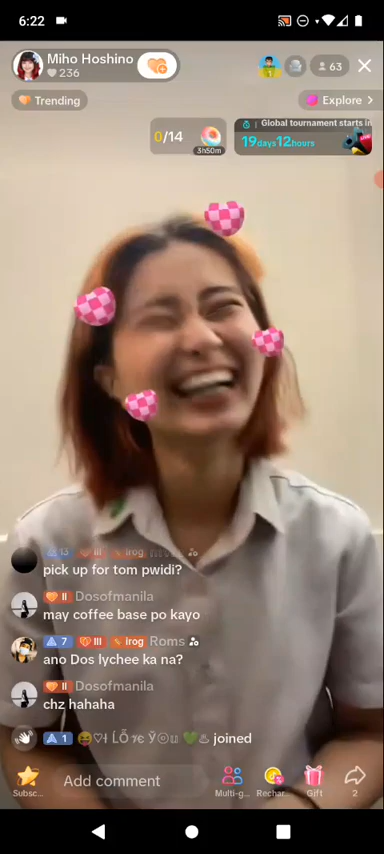 6:22
Miho Hoshino
236
63
Trending
Explore >
0/14
3h50m
Global tournament starts in
19days12hours
13 III irog
pick up for tom pwidi?
II Dosofmanila
may coffee base po kayo
7 III irog Roms
ano Dos lychee ka na?
II Dosofmanila
chz hahaha
1 joined
Add comment
Subsc... Multi-g... Rechar... Gift 2